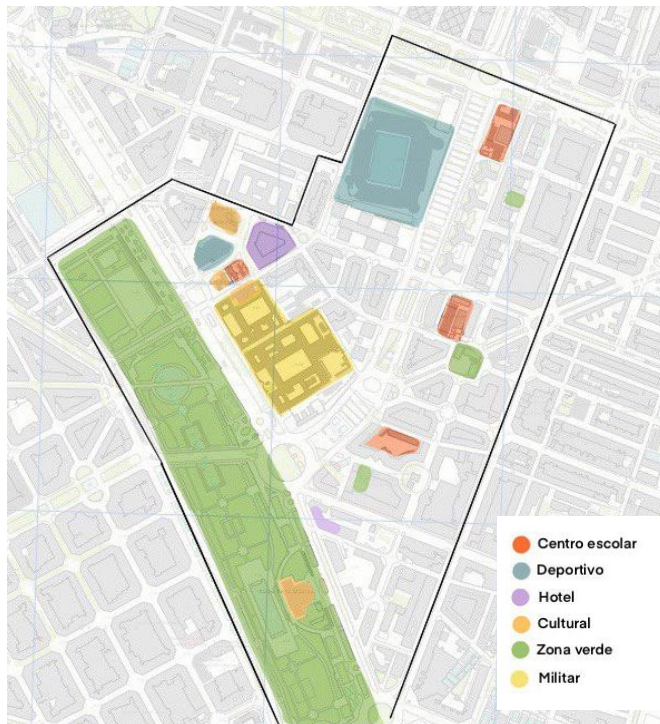 Centro escolar
Deportivo
Hotel
Cultural
Zona verde
Militar